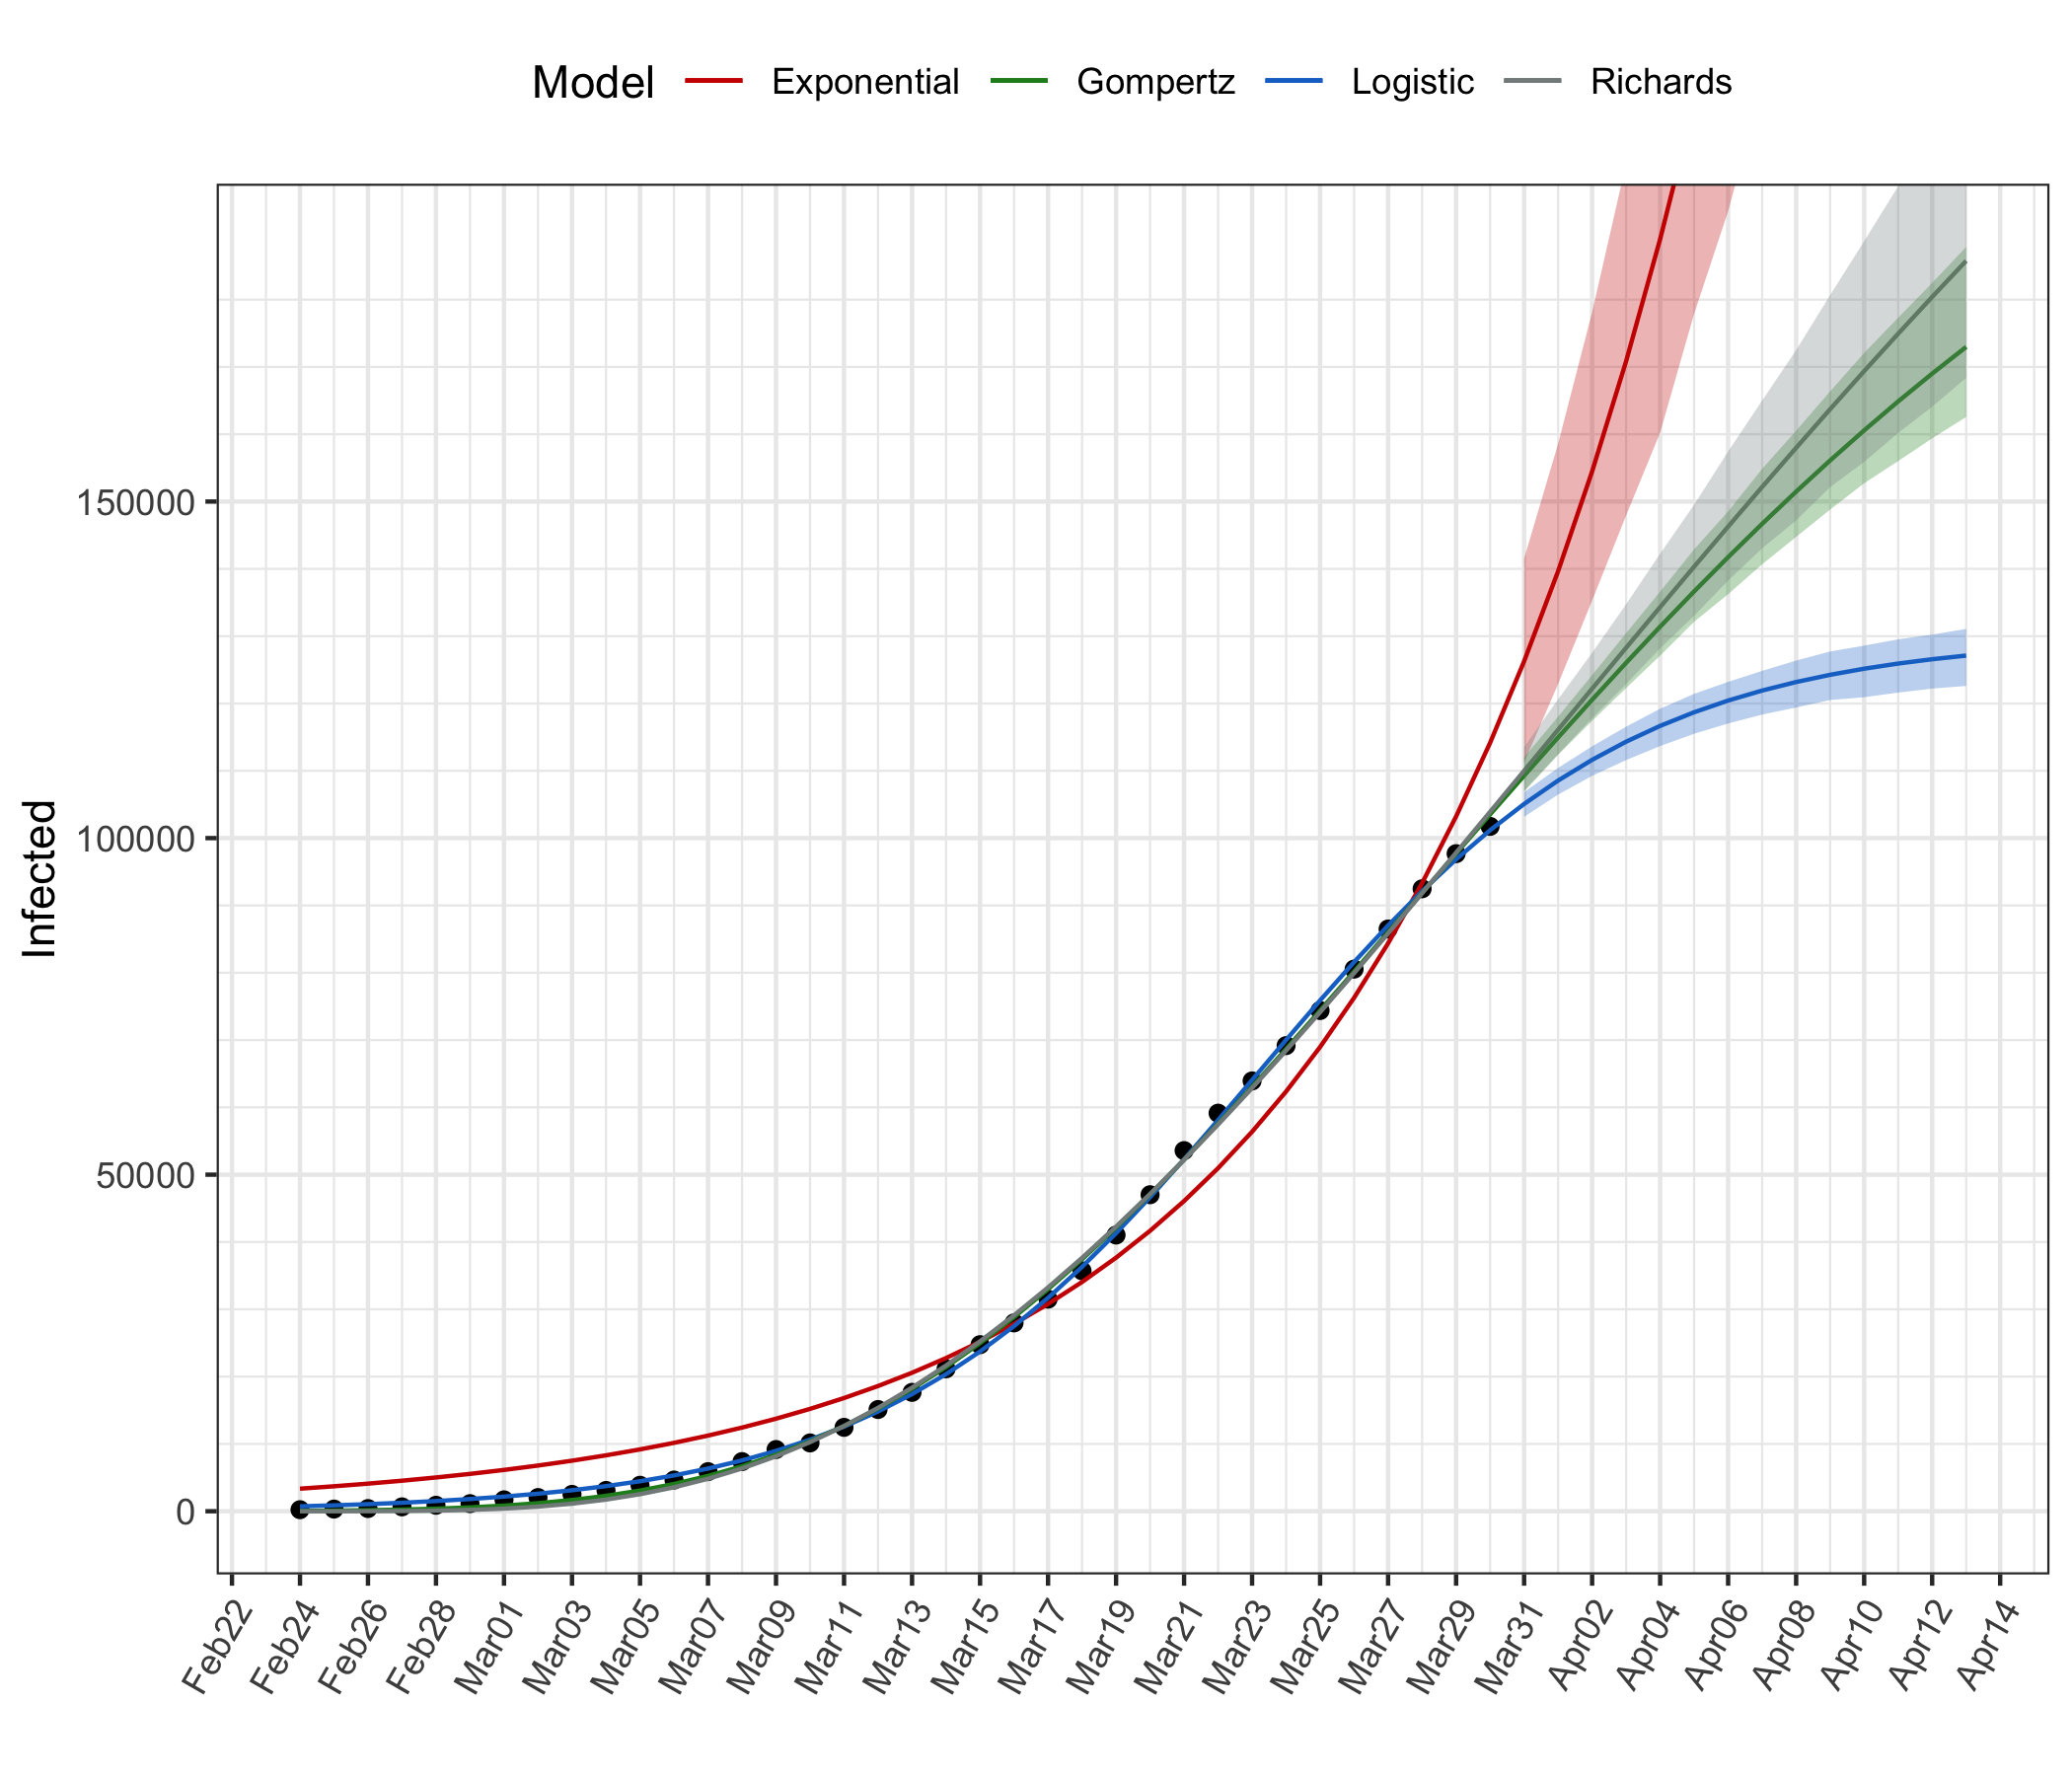 Model Exponential Gompertz Logistic Richards
Infected
150000
100000
50000
0
Feb22 Feb24 Feb26 Feb28 Mar01 Mar03 Mar05 Mar07 Mar09 Mar11 Mar13 Mar15 Mar17 Mar19 Mar21 Mar23 Mar25 Mar27 Mar29 Mar31 Apr02 Apr04 Apr06 Apr08 Apr10 Apr12 Apr14